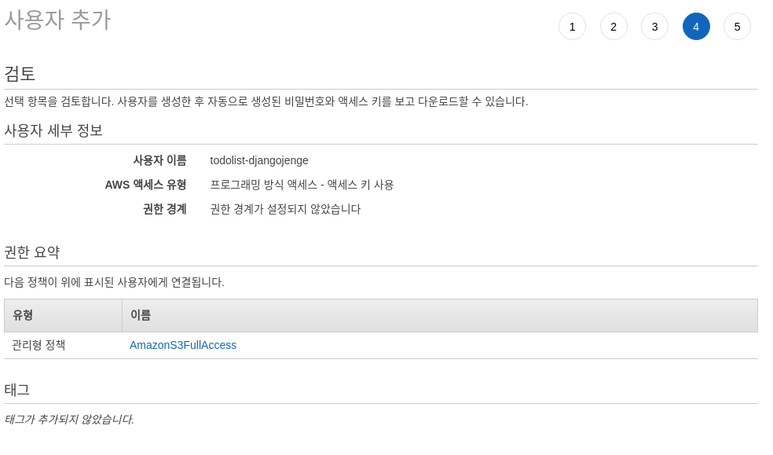 사용자 추가
1 2 3 4 5
검토
선택 항목을 검토합니다. 사용자를 생성한 후 자동으로 생성된 비밀번호와 액세스 키를 보고 다운로드할 수 있습니다.
사용자 세부 정보
사용자 이름 todolist-djangojenge
AWS 액세스 유형 프로그래밍 방식 액세스 - 액세스 키 사용
권한 경계 권한 경계가 설정되지 않았습니다
권한 요약
다음 정책이 위에 표시된 사용자에게 연결됩니다.
유형 이름
관리형 정책 AmazonS3FullAccess
태그
태그가 추가되지 않았습니다.